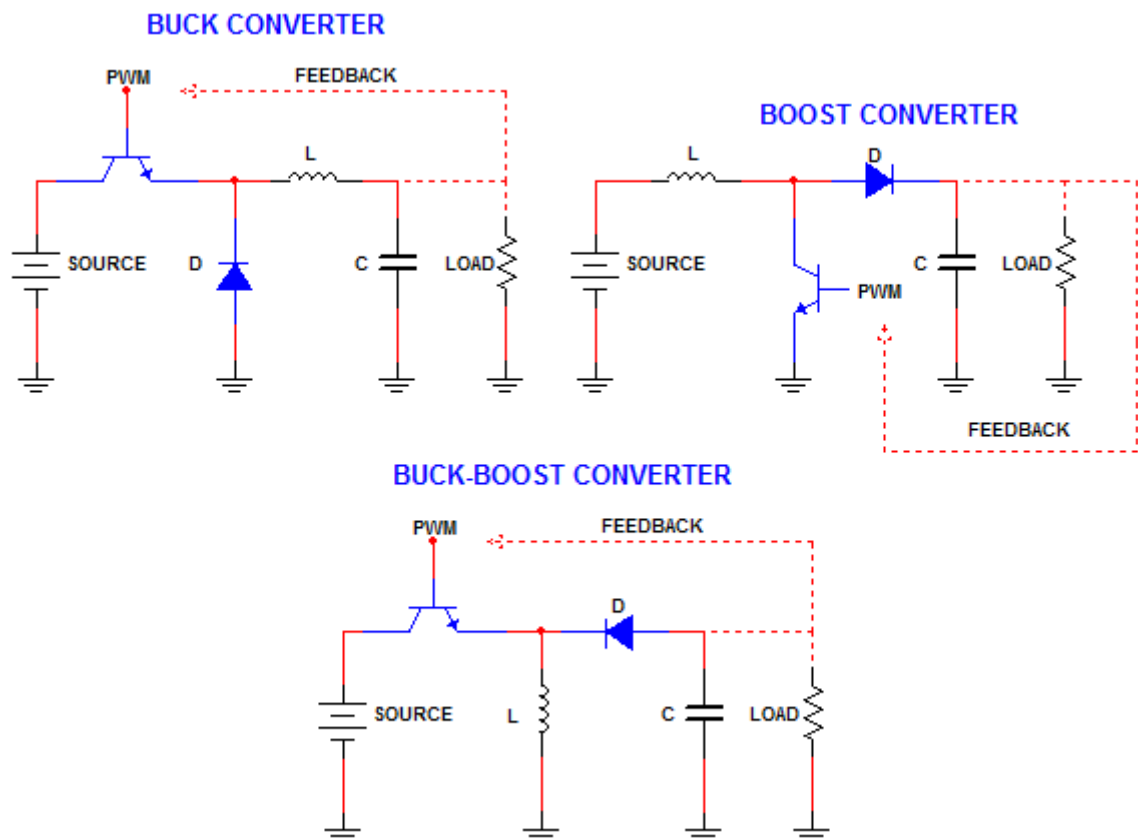 BUCK CONVERTER
PWM
FEEDBACK
L
SOURCE
D
C
LOAD
BOOST CONVERTER
L
D
SOURCE
C
LOAD
PWM
FEEDBACK
BUCK-BOOST CONVERTER
PWM
FEEDBACK
D
SOURCE
L
C
LOAD